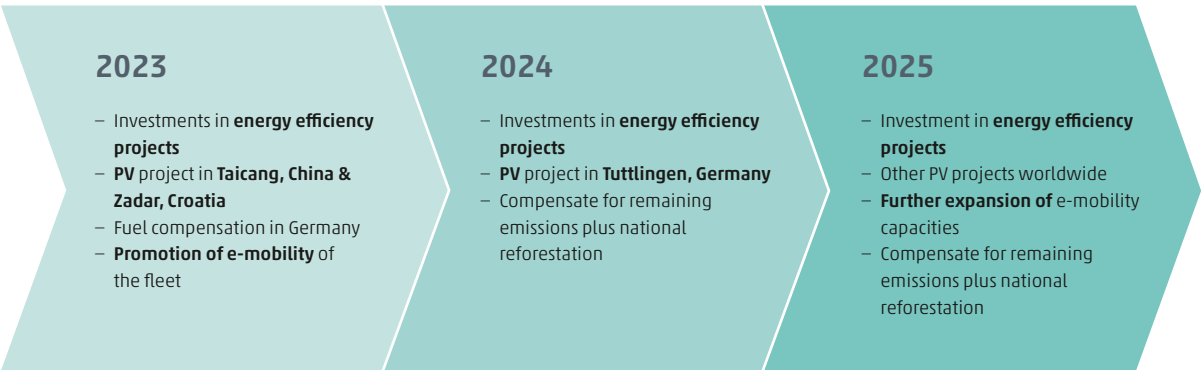 2023
– Investments in energy efficiency
projects
– PV project in Taicang, China &
Zadar, Croatia
– Fuel compensation in Germany
– Promotion of e-mobility of
the fleet
2024
– Investments in energy efficiency
projects
– PV project in Tuttlingen, Germany
– Compensate for remaining
emissions plus national
reforestation
2025
– Investment in energy efficiency
projects
– Other PV projects worldwide
– Further expansion of e-mobility
capacities
– Compensate for remaining
emissions plus national
reforestation